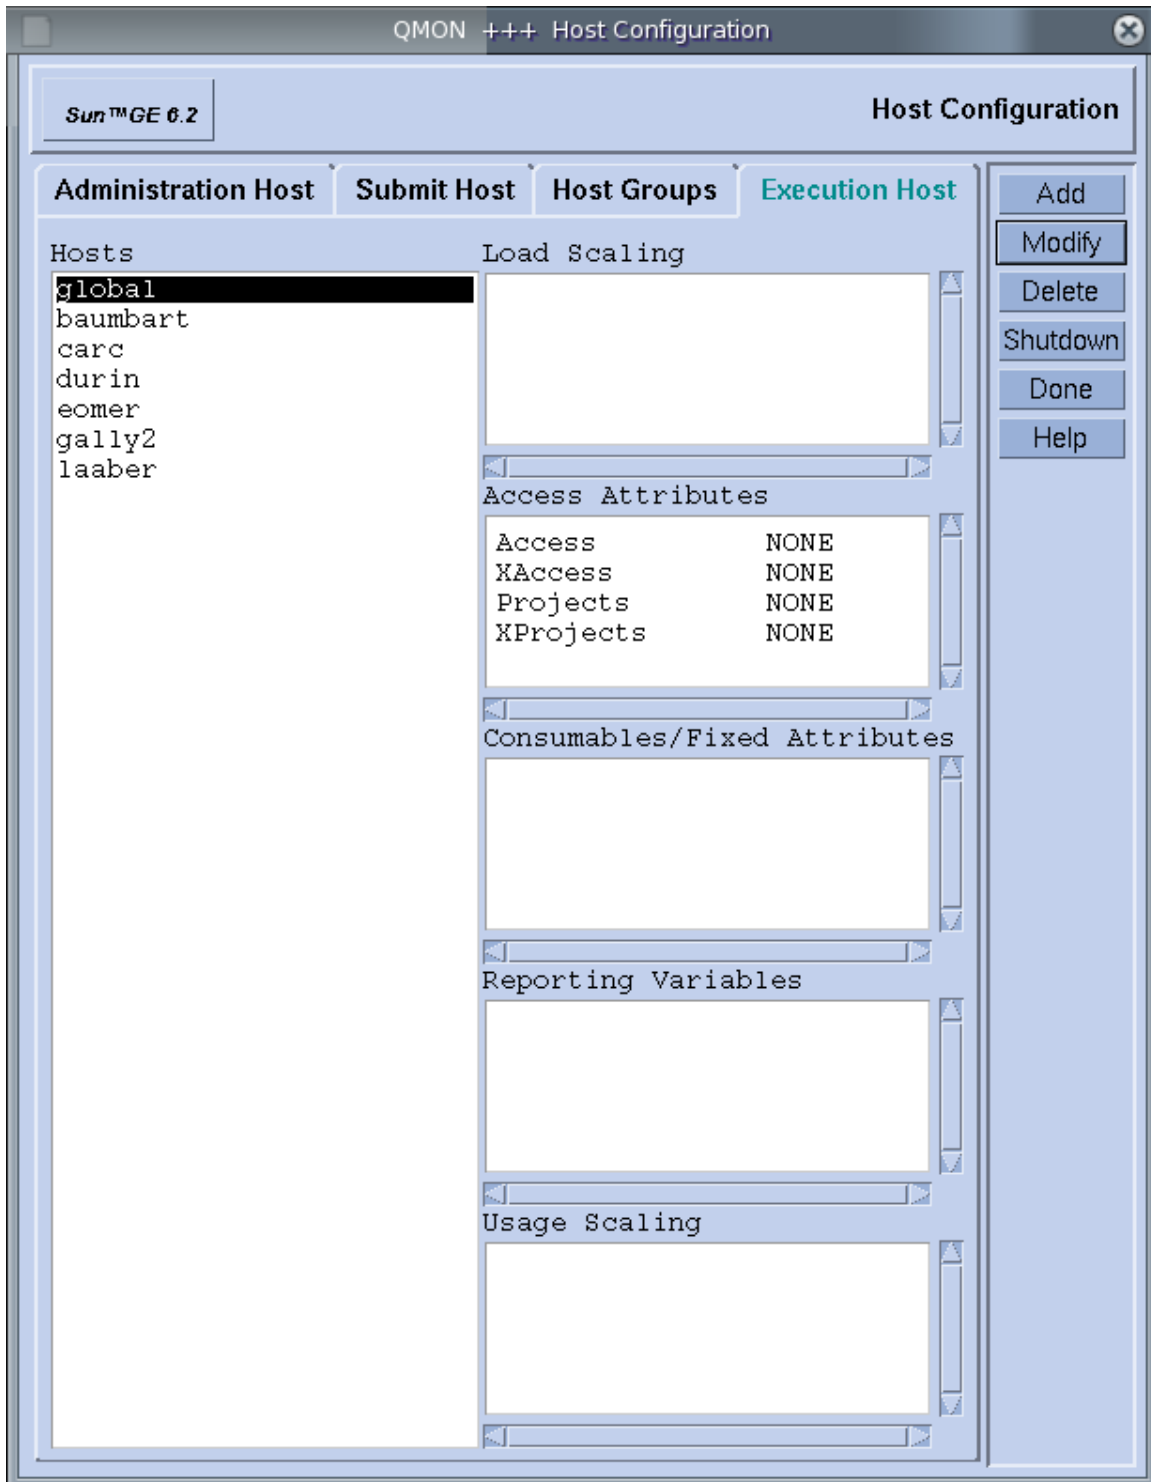 QMON +++ Host Configuration
Sun™GE 6.2
Host Configuration
Administration Host
Submit Host
Host Groups
Execution Host
Hosts
global
baumbart
carc
durin
eomer
gally2
laaber
Load Scaling
Access Attributes
Access NONE
XAccess NONE
Projects NONE
XProjects NONE
Consumables/Fixed Attributes
Reporting Variables
Usage Scaling
Add
Modify
Delete
Shutdown
Done
Help